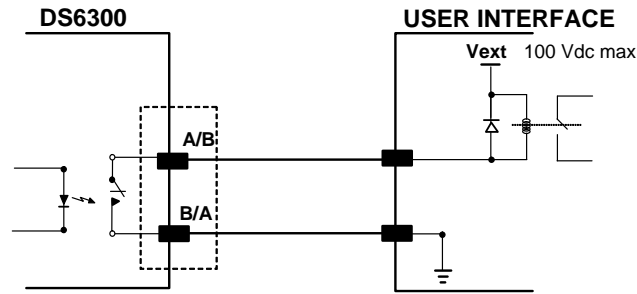 DS6300
USER INTERFACE
Vext 100 Vdc max
A/B
B/A